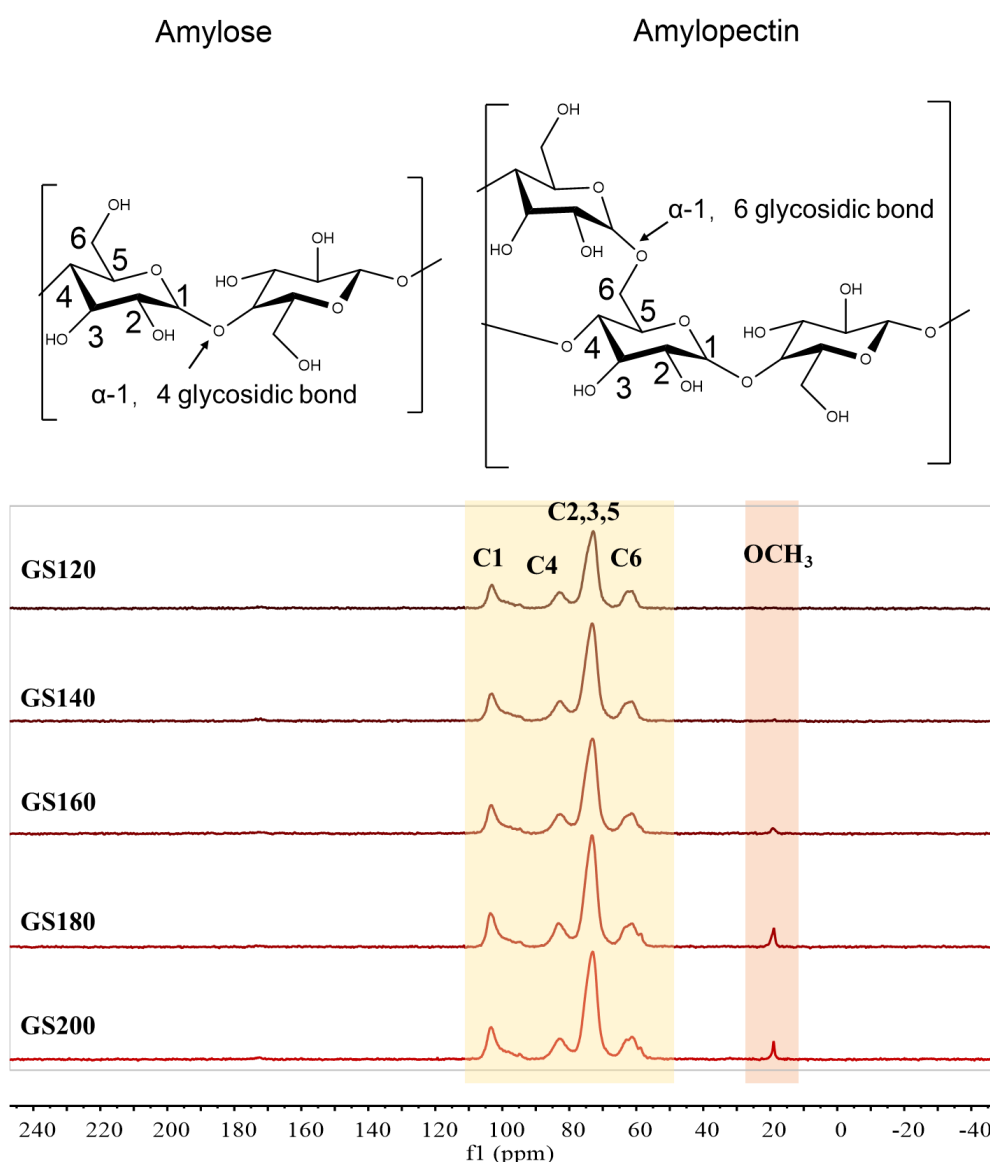 Amylose
Amylopectin
OH
6
5
O
4
1
OH
3
2
OH
O
α-1, 4 glycosidic bond
OH
HO
O
O
OH
OH
O
HO
OH
O
α-1, 6 glycosidic bond
6
5
O
O
4
1
HO
3
2
OH
O
OH
HO
O
O
OH
C2,3,5
C1
C4
C6
OCH3
GS120
GS140
GS160
GS180
GS200
240 220 200 180 160 140 120 100 80 60 40 20 0 -20 -40
f1 (ppm)